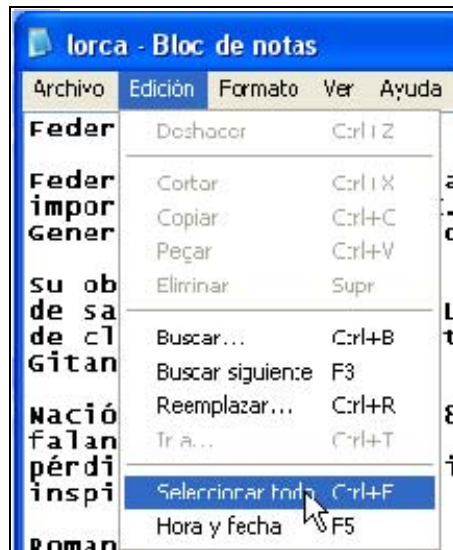 lorca - Bloc de notas
Archivo Edición Formato Ver Ayuda
Feder
Deshacer Ctrl+Z
Feder
Cortar Ctrl+X
impor
Copiar Ctrl+C
Gener
Pegar Ctrl+V
Eliminar Supr
Su ob
de sa
de cl
Buscar... Ctrl+B
Gitan
Buscar siguiente F3
Reemplazar... Ctrl+R
Nació
falan
Ir a... Ctrl+T
pérdi
inspi
Seleccionar todo Ctrl+E
Hora y fecha F5
Roman